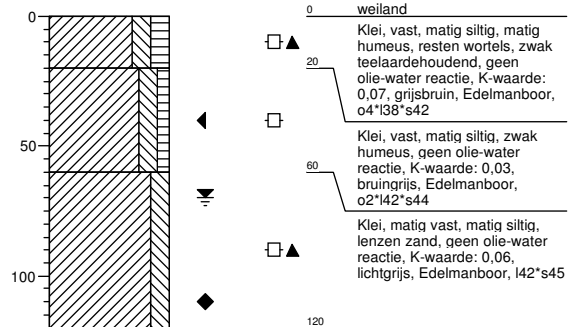 0
50
100
0
weiland
Klei, vast, matig siltig, matig
humeus, resten wortels, zwak
teelaardehoudend, geen
olie-water reactie, K-waarde:
0,07, grijsbruin, Edelmanboor,
o4*l38*s42
20
Klei, vast, matig siltig, zwak
humeus, geen olie-water
reactie, K-waarde: 0,03,
bruingrijs, Edelmanboor,
o2*l42*s44
60
Klei, matig vast, matig siltig,
lenzen zand, geen olie-water
reactie, K-waarde: 0,06,
lichtgrijs, Edelmanboor, l42*s45
120